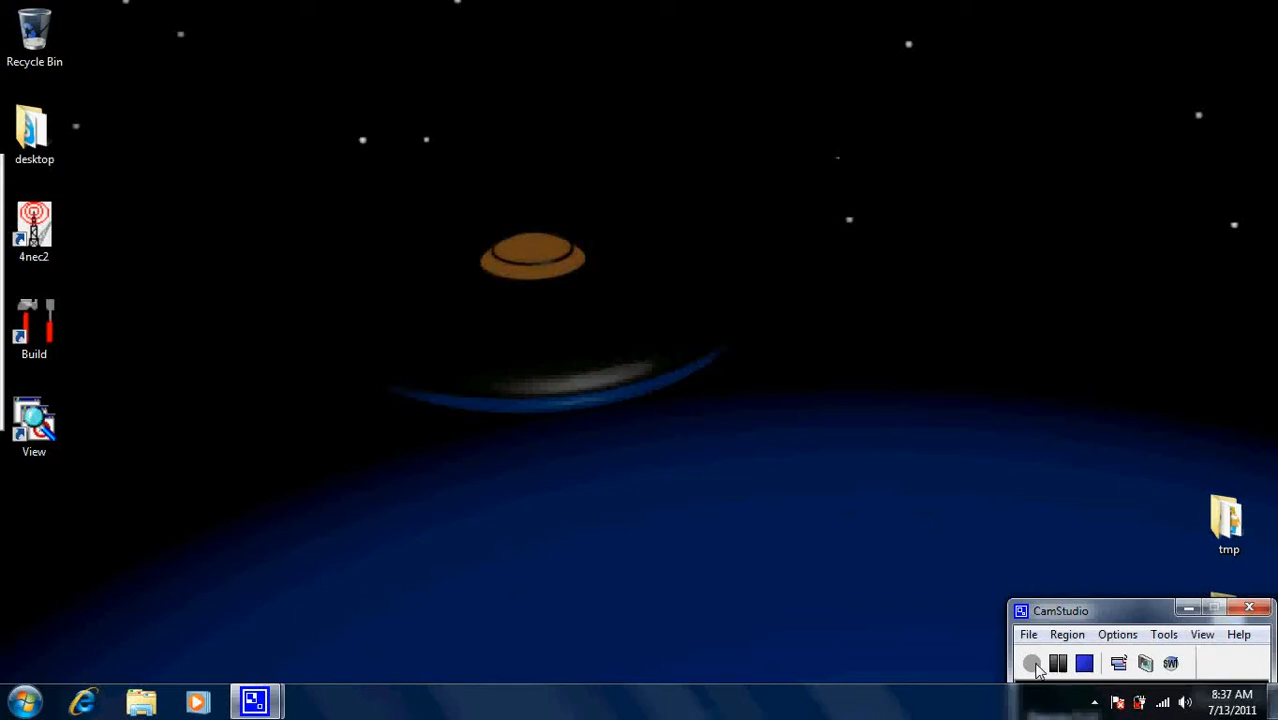 Recycle Bin
desktop
4nec2
Build
View
tmp
CamStudio
File Region Options Tools View Help
SWF
8:37 AM
7/13/2011